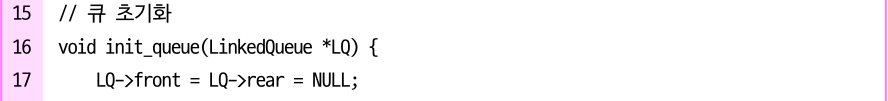 15 // 큐 초기화
16 void init_queue(LinkedQueue *LQ) {
17     LQ->front = LQ->rear = NULL;